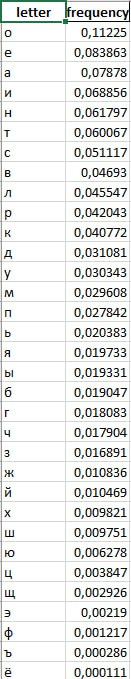 letter frequency
о 0,11225
е 0,083863
а 0,07878
и 0,068856
н 0,061797
т 0,060067
с 0,051117
в 0,04693
л 0,045547
р 0,042043
к 0,040772
д 0,031081
у 0,030343
м 0,029608
п 0,027842
ь 0,020383
я 0,019733
ы 0,019331
б 0,019047
г 0,018083
ч 0,017904
з 0,016891
ж 0,010836
й 0,010469
х 0,009821
ш 0,009751
ю 0,006278
ц 0,003847
щ 0,002926
э 0,00219
ф 0,001217
ъ 0,000286
ё 0,000111